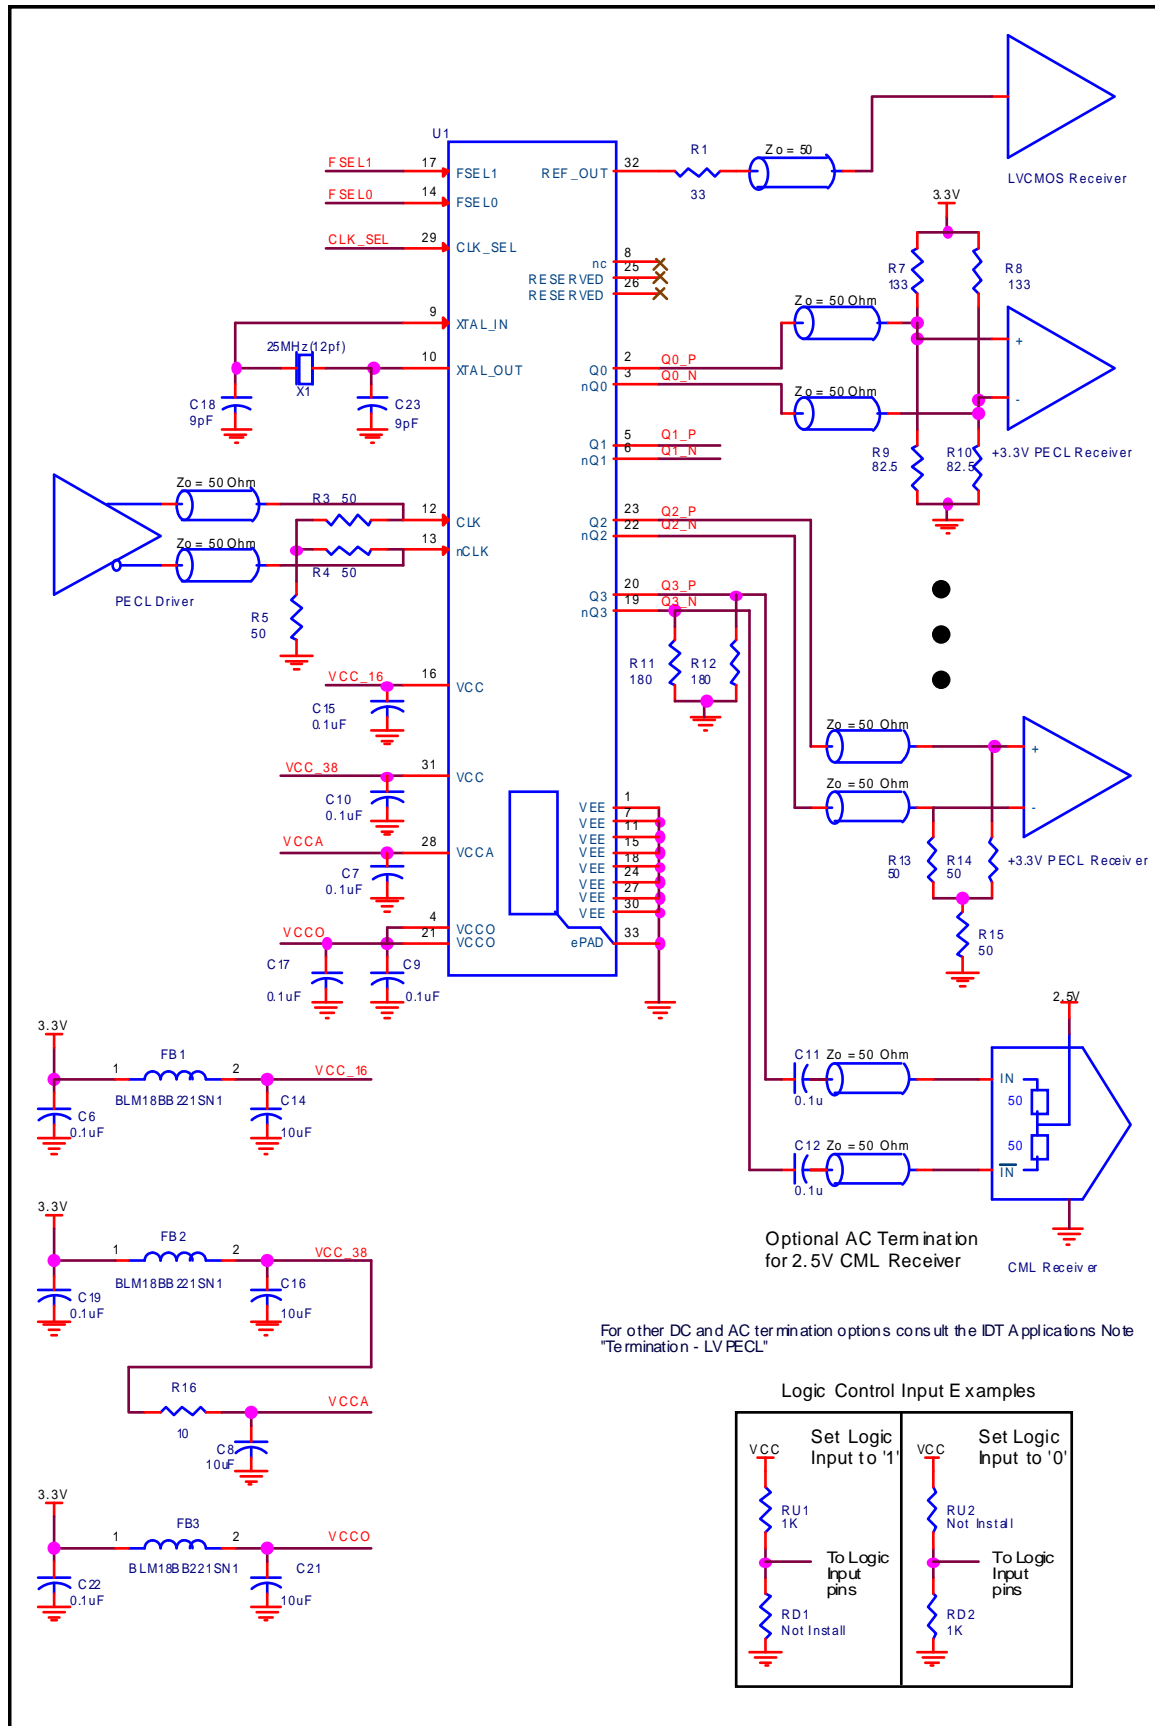 U1
FSEL1 17 FSEL1
FSEL0 14 FSEL0
CLK_SEL 29 CLK_SEL
9 XTAL_IN
25MHz(12pf) 10 XTAL_OUT
X1
C18 9pF
C23 9pF
Zo = 50 Ohm
R3 50
12 CLK
13 nCLK
Zo = 50 Ohm
R4 50
PECL Driver
R5 50
VCC_16 16 VCC
C15 0.1uF
VCC_38 31 VCC
C10 0.1uF
VCCA 28 VCCA
C7 0.1uF
4 VCCO
VCCO 21 VCCO
C17 0.1uF
C9 0.1uF
REF_OUT 32
R1 33
Zo = 50
LVCMOS Receiver
nc 8
RESERVED 25
RESERVED 26
Q0 2 Q0_P
nQ0 3 Q0_N
Q1 5 Q1_P
nQ1 6 Q1_N
Q2 23 Q2_P
nQ2 22 Q2_N
Q3 20 Q3_P
nQ3 19 Q3_N
R11 180
R12 180
VEE 1
VEE 7
VEE 11
VEE 15
VEE 18
VEE 24
VEE 27
VEE 30
ePAD 33
3.3V
R7 133
R8 133
Zo = 50 Ohm
+
Zo = 50 Ohm
-
R9 82.5
R10 82.5
+3.3V PECL Receiver
Zo = 50 Ohm
+
Zo = 50 Ohm
-
R13 50
R14 50
+3.3V PECL Receiver
R15 50
2.5V
C11 0.1u
Zo = 50 Ohm
IN
50
50
C12 0.1u
Zo = 50 Ohm
IN
Optional AC Termination
for 2.5V CML Receiver
CML Receiver
3.3V
FB1
1 2 VCC_16
BLM18BB221SN1
C6 0.1uF
C14 10uF
3.3V
FB2
1 2 VCC_38
BLM18BB221SN1
C19 0.1uF
C16 10uF
R16 10
VCCA
C8 10uF
3.3V
FB3
1 2 VCCO
BLM18BB221SN1
C22 0.1uF
C21 10uF
For other DC and AC termination options consult the IDT Applications Note
"Termination - LVPECL"
Logic Control Input Examples
Set Logic
Input to '1'
VCC
RU1
1K
To Logic
Input
pins
RD1
Not Install
Set Logic
Input to '0'
VCC
RU2
Not Install
To Logic
Input
pins
RD2
1K